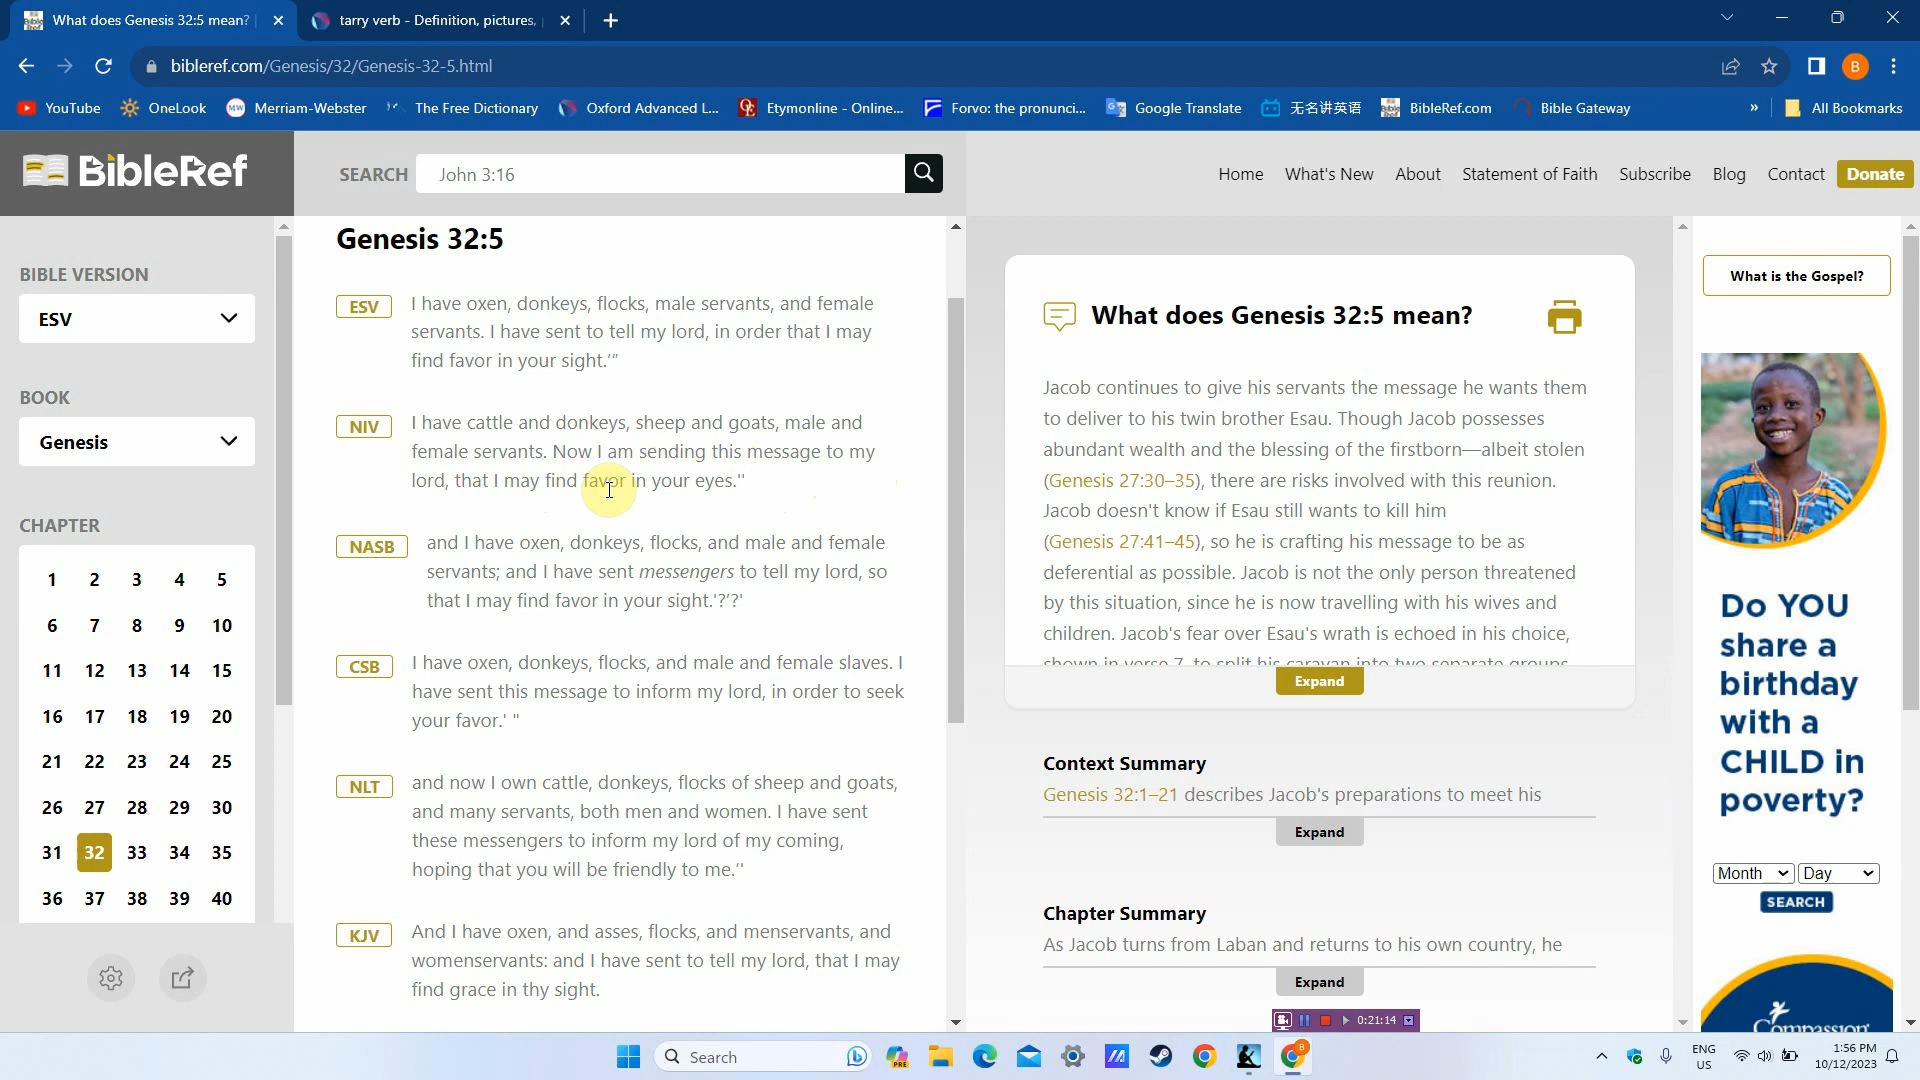 What does Genesis 32:5 mean?
tarry verb - Definition, pictures,
bibleref.com/Genesis/32/Genesis-32-5.html
B
YouTube
OneLook
MW Merriam-Webster
The Free Dictionary
Oxford Advanced L...
Etymonline - Online...
Forvo: the pronunci...
Google Translate
无名讲英语
BibleRef.com
Bible Gateway
»
All Bookmarks
BibleRef
SEARCH
John 3:16
Home
What's New
About
Statement of Faith
Subscribe
Blog
Contact
Donate
BIBLE VERSION
ESV
BOOK
Genesis
CHAPTER
1 2 3 4 5
6 7 8 9 10
11 12 13 14 15
16 17 18 19 20
21 22 23 24 25
26 27 28 29 30
31 32 33 34 35
36 37 38 39 40
Genesis 32:5
ESV
I have oxen, donkeys, flocks, male servants, and female
servants. I have sent to tell my lord, in order that I may
find favor in your sight.’”
NIV
I have cattle and donkeys, sheep and goats, male and
female servants. Now I am sending this message to my
lord, that I may find favor in your eyes.'"
NASB
and I have oxen, donkeys, flocks, and male and female
servants; and I have sent messengers to tell my lord, so
that I may find favor in your sight.'?'?'
CSB
I have oxen, donkeys, flocks, and male and female slaves. I
have sent this message to inform my lord, in order to seek
your favor.' "
NLT
and now I own cattle, donkeys, flocks of sheep and goats,
and many servants, both men and women. I have sent
these messengers to inform my lord of my coming,
hoping that you will be friendly to me.’'
KJV
And I have oxen, and asses, flocks, and menservants, and
womenservants: and I have sent to tell my lord, that I may
find grace in thy sight.
What does Genesis 32:5 mean?
Jacob continues to give his servants the message he wants them
to deliver to his twin brother Esau. Though Jacob possesses
abundant wealth and the blessing of the firstborn—albeit stolen
(Genesis 27:30–35), there are risks involved with this reunion.
Jacob doesn't know if Esau still wants to kill him
(Genesis 27:41–45), so he is crafting his message to be as
deferential as possible. Jacob is not the only person threatened
by this situation, since he is now travelling with his wives and
children. Jacob's fear over Esau's wrath is echoed in his choice,
shown in verse 7, to split his caravan into two separate groups
Expand
Context Summary
Genesis 32:1–21 describes Jacob's preparations to meet his
Expand
Chapter Summary
As Jacob turns from Laban and returns to his own country, he
Expand
What is the Gospel?
Do YOU
share a
birthday
with a
CHILD in
poverty?
Month
Day
SEARCH
Compassion
0:21:14
Search
PRE
B
ENG
US
1:56 PM
10/12/2023